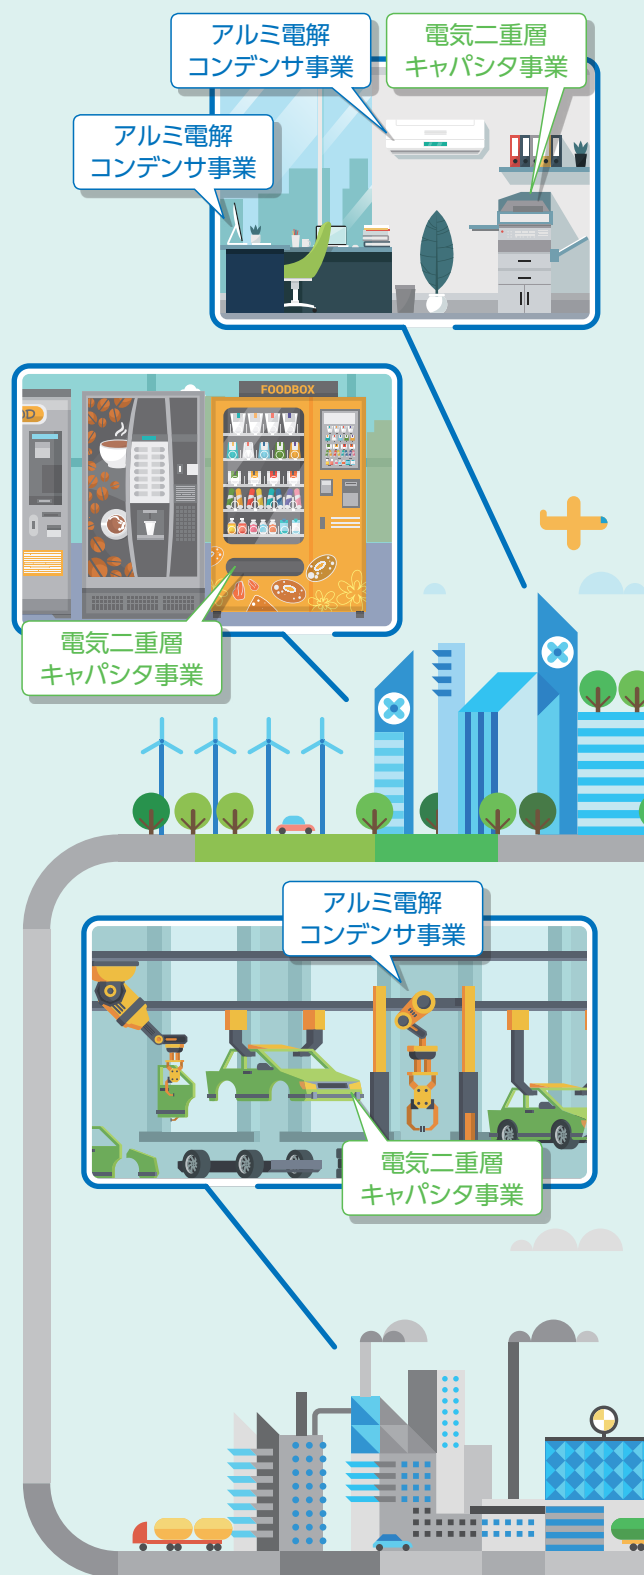 アルミ電解
コンデンサ事業
電気二重層
キャパシタ事業
アルミ電解
コンデンサ事業
FOODBOX
OD
電気二重層
キャパシタ事業
アルミ電解
コンデンサ事業
電気二重層
キャパシタ事業